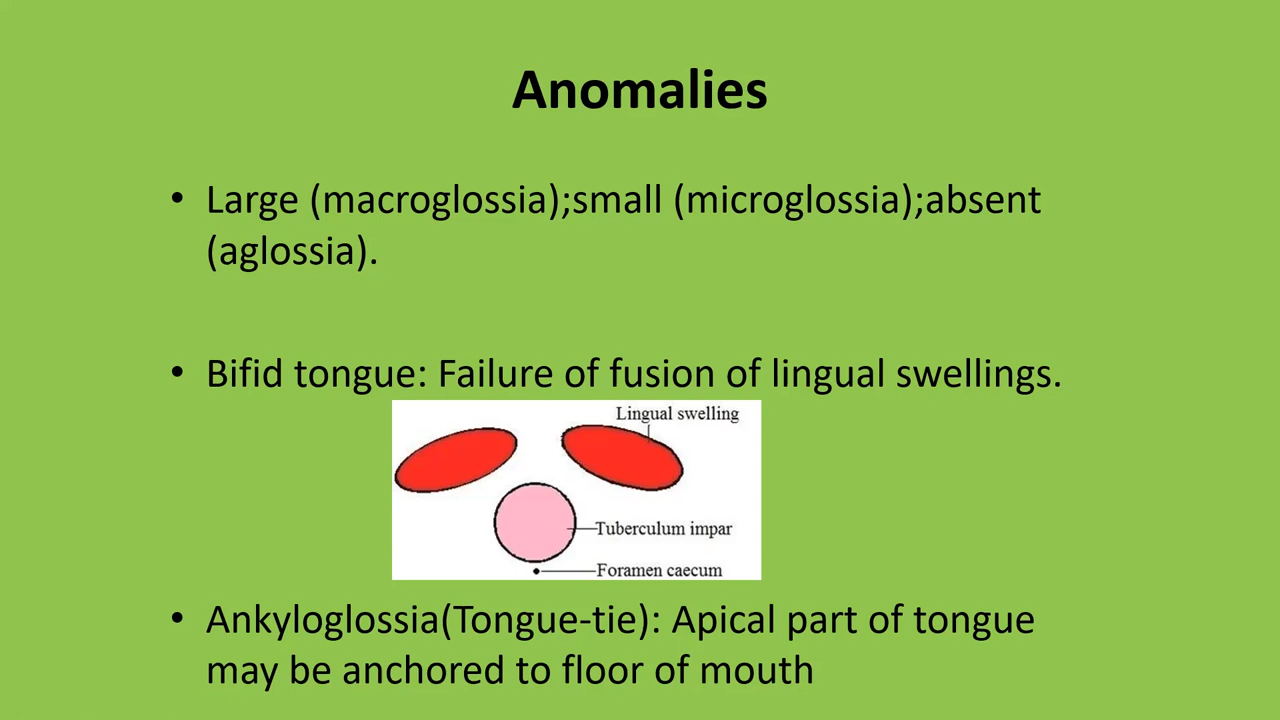 Anomalies
• Large (macroglossia);small (microglossia);absent
(aglossia).
• Bifid tongue: Failure of fusion of lingual swellings.
Lingual swelling
Tuberculum impar
Foramen caecum
• Ankyloglossia(Tongue-tie): Apical part of tongue
may be anchored to floor of mouth